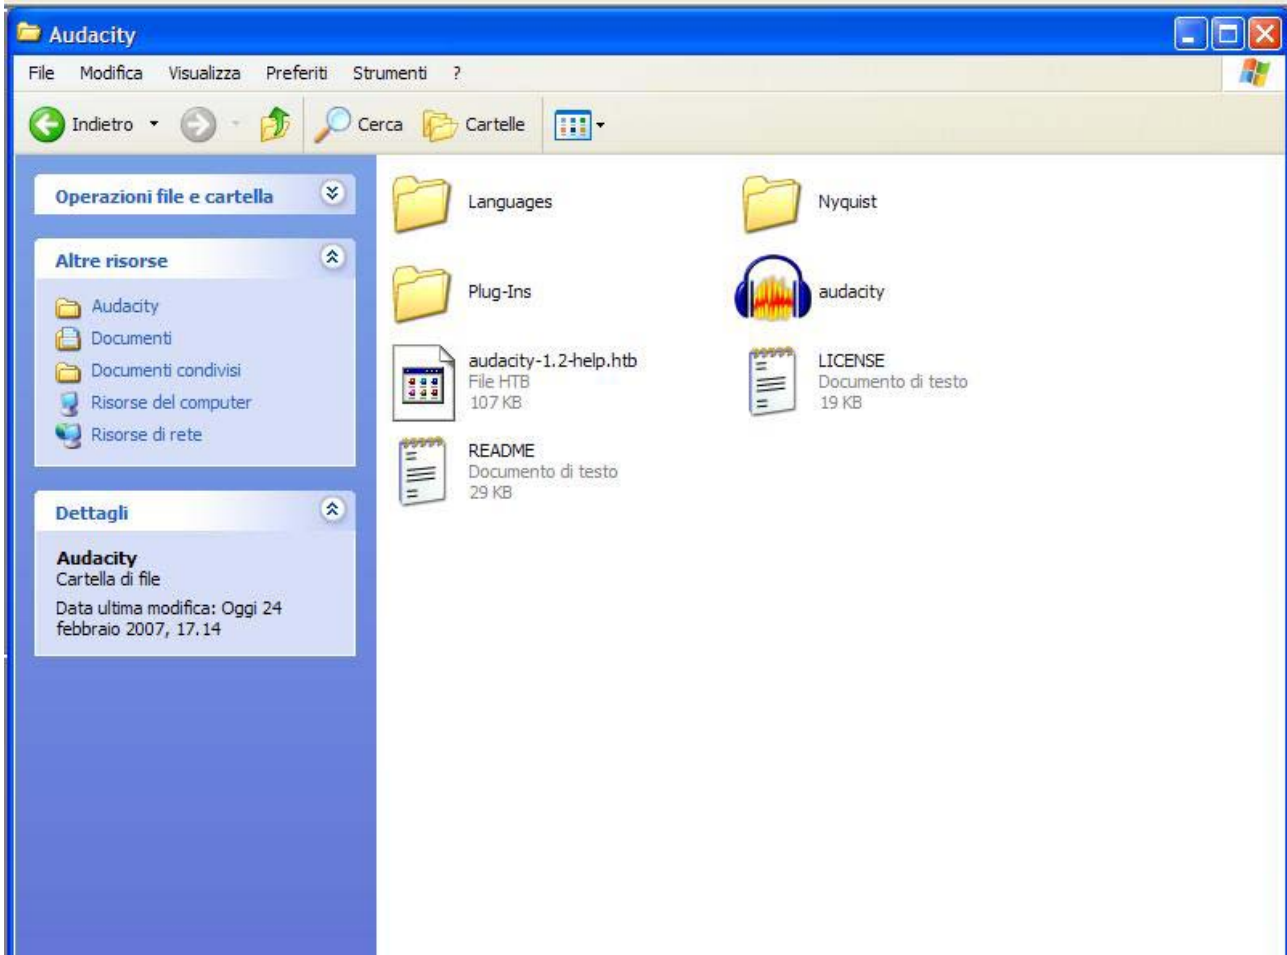 Audacity
File Modifica Visualizza Preferiti Strumenti ?
Indietro Cerca Cartelle
Operazioni file e cartella
Altre risorse
Audacity
Documenti
Documenti condivisi
Risorse del computer
Risorse di rete
Dettagli
Audacity
Cartella di file
Data ultima modifica: Oggi 24
febbraio 2007, 17.14
Languages
Nyquist
Plug-Ins
audacity
audacity-1.2-help.htb
File HTB
107 KB
LICENSE
Documento di testo
19 KB
README
Documento di testo
29 KB